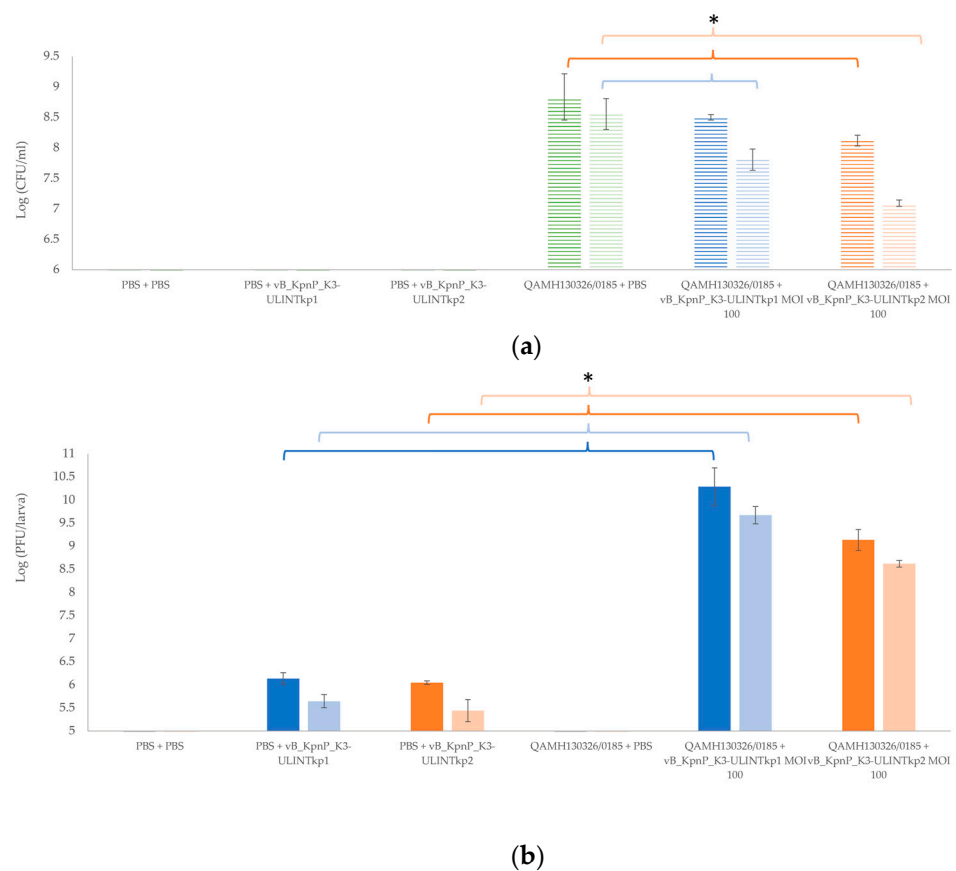 *
9.5
9
8.5
8
7.5
7
6.5
6
Log (CFU/ml)
PBS + PBS
PBS + vB_KpnP_K3-
ULINTkp1
PBS + vB_KpnP_K3-
ULINTkp2
QAMH130326/0185 + PBS
QAMH130326/0185 +
vB_KpnP_K3-ULINTkp1 MOI
100
QAMH130326/0185 +
vB_KpnP_K3-ULINTkp2 MOI
100
(a)
*
11
10.5
10
9.5
9
8.5
8
7.5
7
6.5
6
5.5
5
Log (PFU/larva)
PBS + PBS
PBS + vB_KpnP_K3-
ULINTkp1
PBS + vB_KpnP_K3-
ULINTkp2
QAMH130326/0185 + PBS
QAMH130326/0185 +
vB_KpnP_K3-ULINTkp1 MOI
100
QAMH130326/0185 +
vB_KpnP_K3-ULINTkp2 MOI
100
(b)